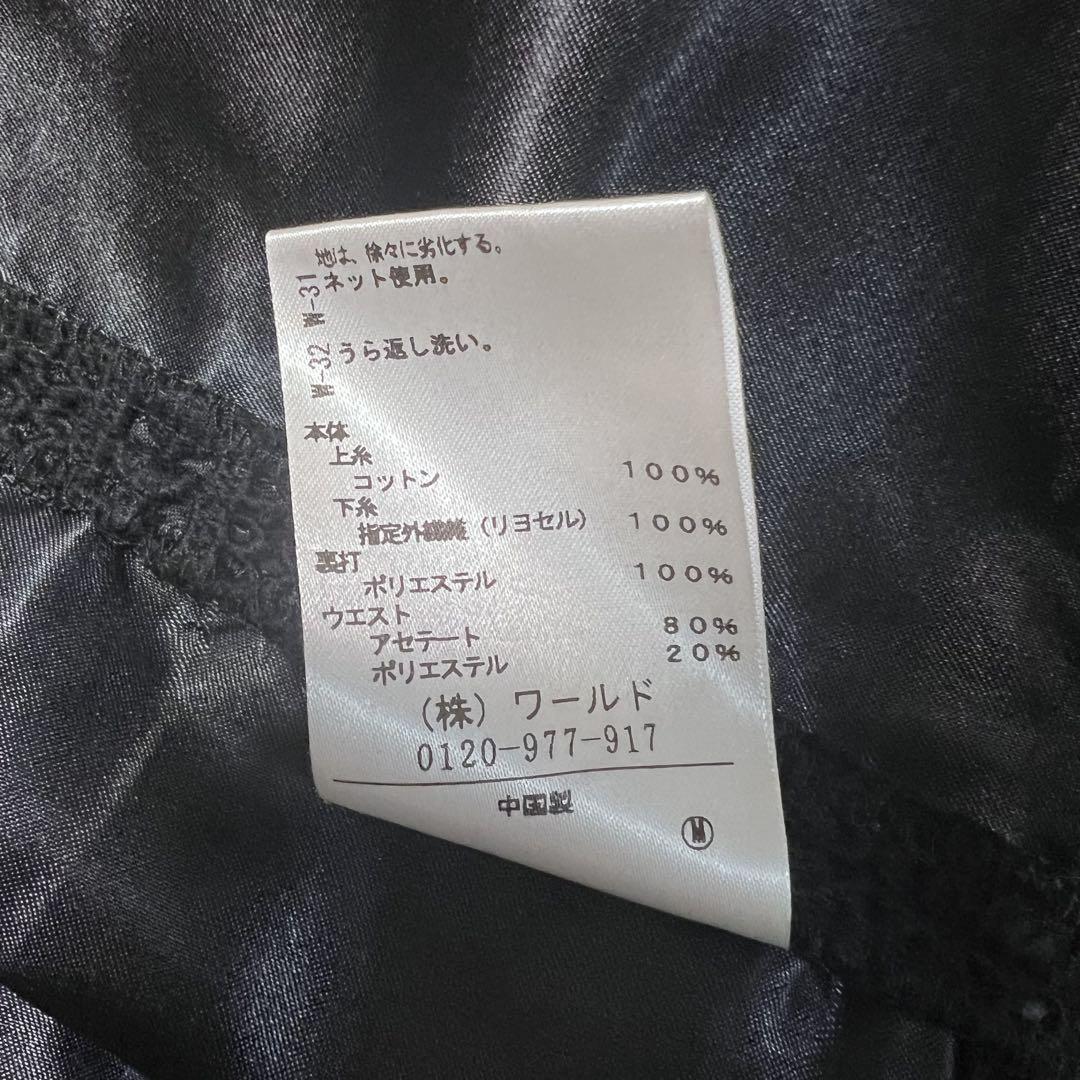 地は、徐々に劣化する。
W-31 ネット使用。
W-32 うら返し洗い。
本体
上糸
コットン 100%
下糸
指定外繊維(リヨセル) 100%
裏打
ポリエステル 100%
ウエスト
アセテート 80%
ポリエステル 20%
(株)ワールド
0120-977-917
中国製
Ⓜ